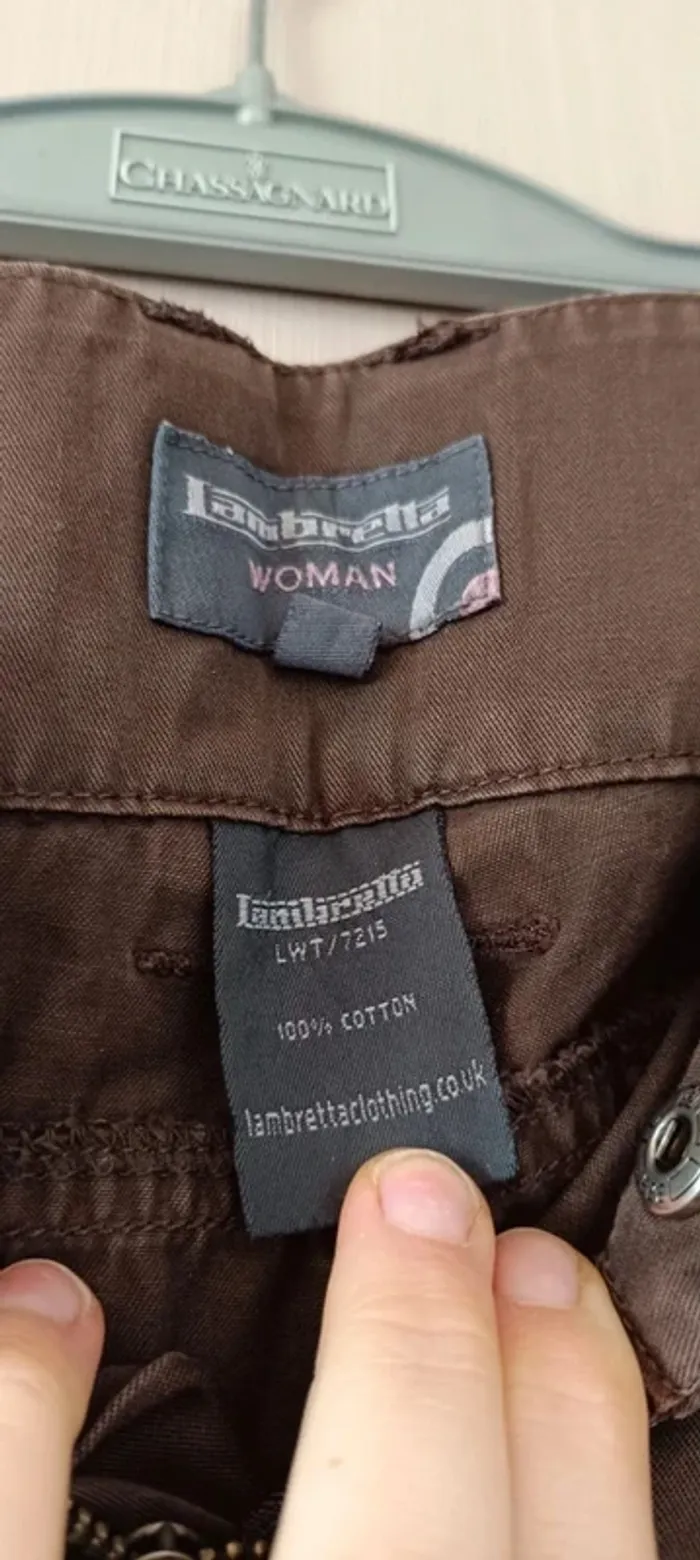 CHASSAGNARD
Lambretta
WOMAN
Lambretta
LWT/7215
100% COTTON
lambrettaclothing.co.uk